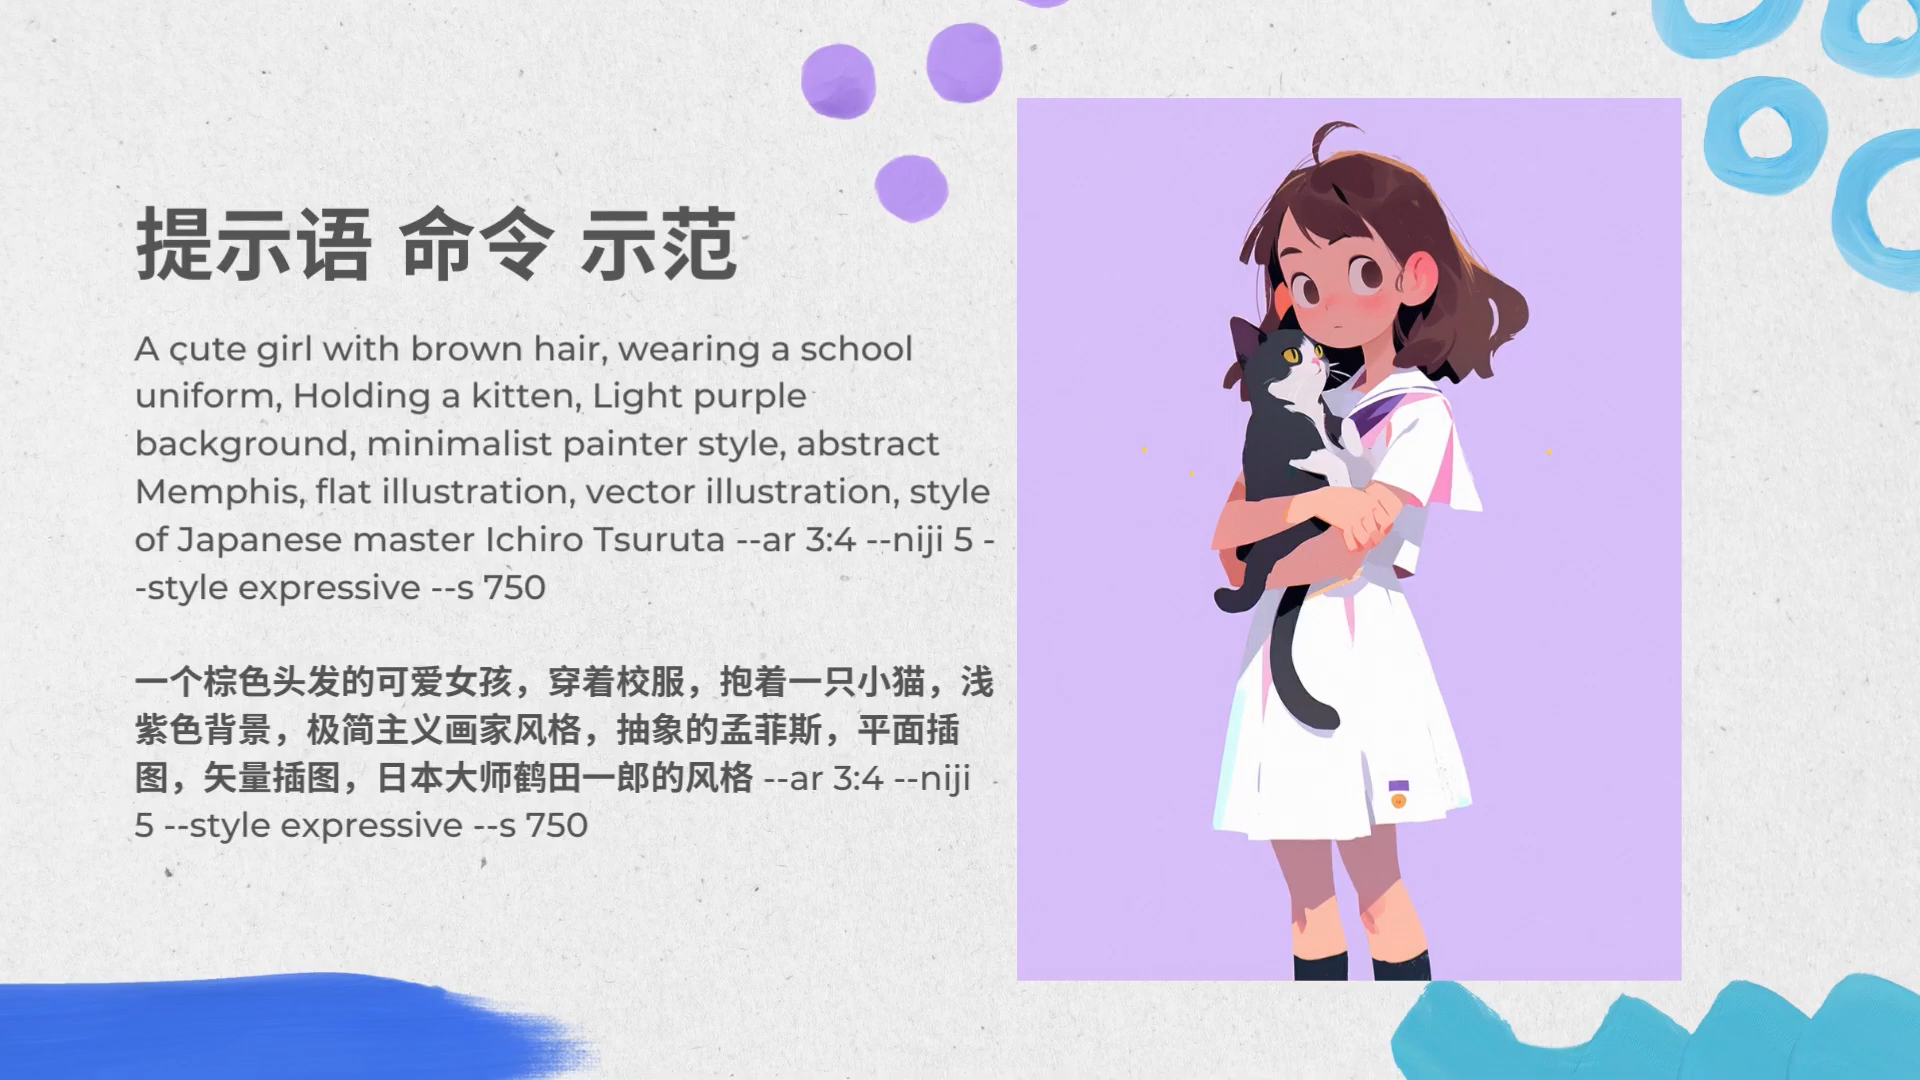 提示语 命令 示范
A cute girl with brown hair, wearing a school
uniform, Holding a kitten, Light purple
background, minimalist painter style, abstract
Memphis, flat illustration, vector illustration, style
of Japanese master Ichiro Tsuruta --ar 3:4 --niji 5 -
-style expressive --s 750
一个棕色头发的可爱女孩，穿着校服，抱着一只小猫，浅
紫色背景，极简主义画家风格，抽象的孟菲斯，平面插
图，矢量插图，日本大师鹤田一郎的风格 --ar 3:4 --niji
5 --style expressive --s 750